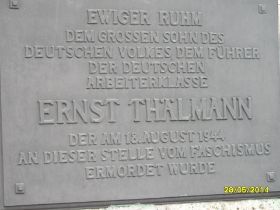 EWIGER RUHM
DEM GROSSEN SOHN DES
DEUTSCHEN VOLKES, DEM FÜHRER
DER DEUTSCHEN
ARBEITERKLASSE
ERNST THÄLMANN
DER AM 18. AUGUST 1944
AN DIESER STELLE VOM FASCHISMUS
ERMORDET WURDE
28/05/2014